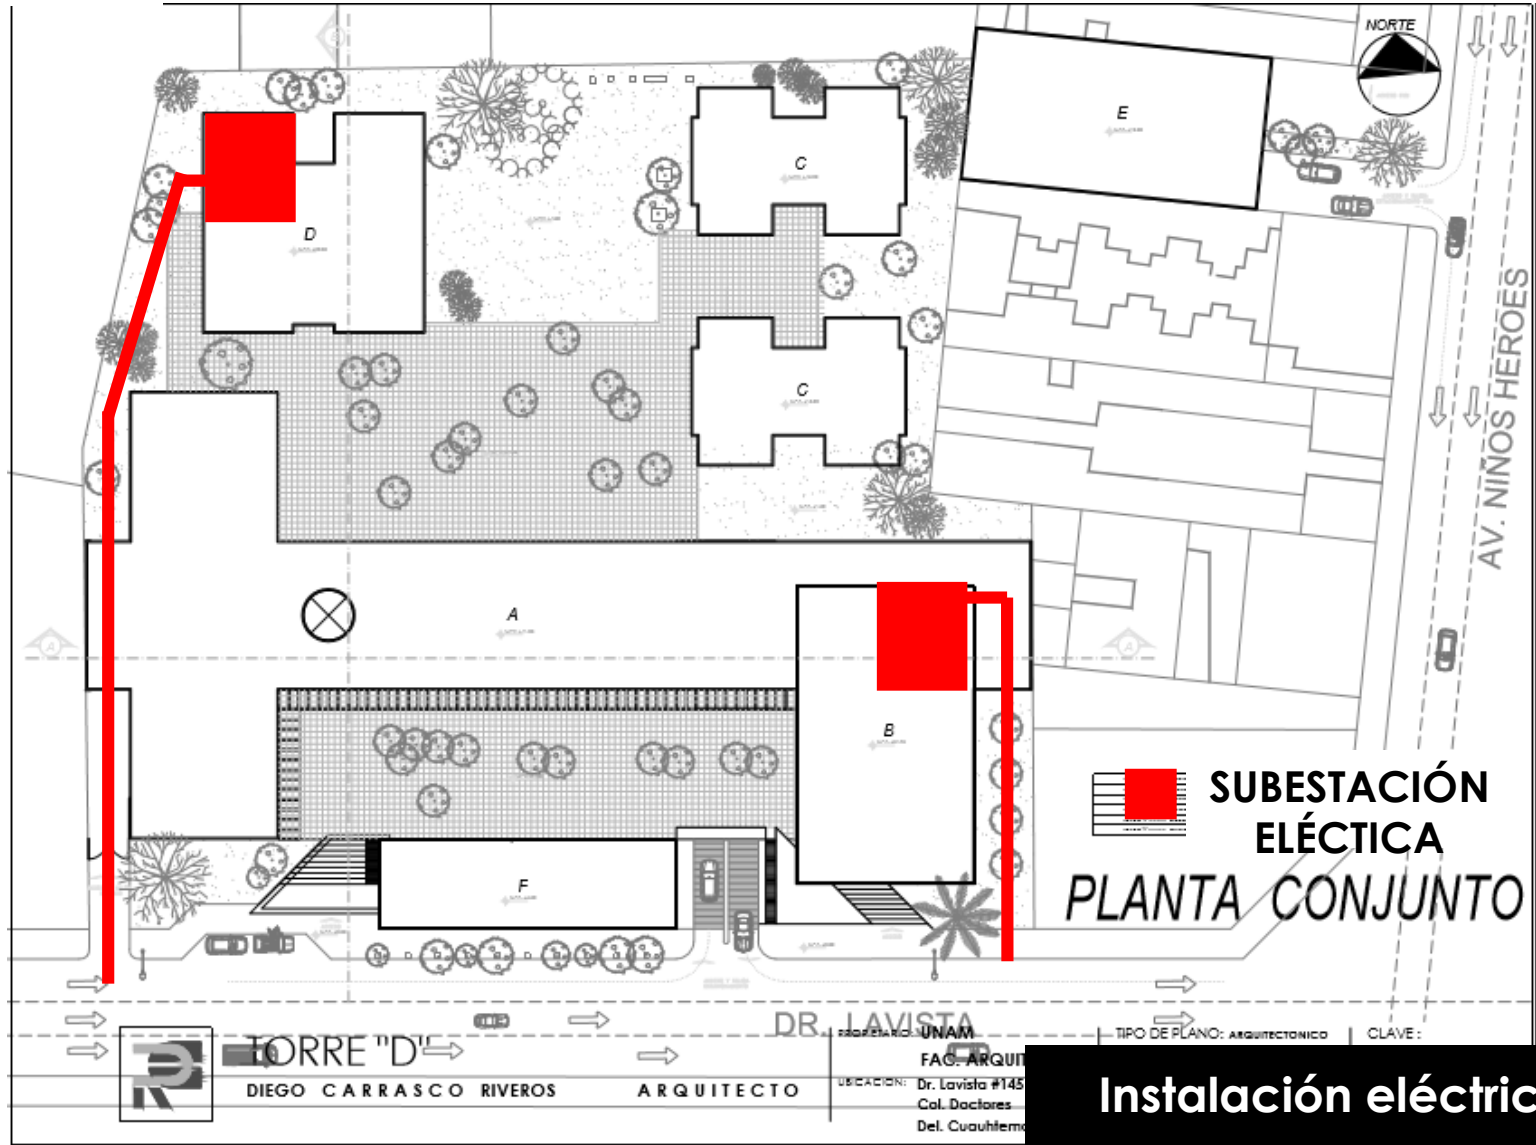 NORTE
E
C
D
C
AV. NIÑOS HEROES
A
A
A
B
SUBESTACIÓN
ELÉCTICA
F
PLANTA CONJUNTO
DR. LAVISTA
TORRE "D"
DIEGO CARRASCO RIVEROS ARQUITECTO
PROPIETARIO: UNAM
FAC. ARQUIT
UBICACION: Dr. Lavista #145
Col. Doctores
Del. Cuauhtemo
TIPO DE PLANO: ARQUITECTONICO
CLAVE :
Instalación eléctric